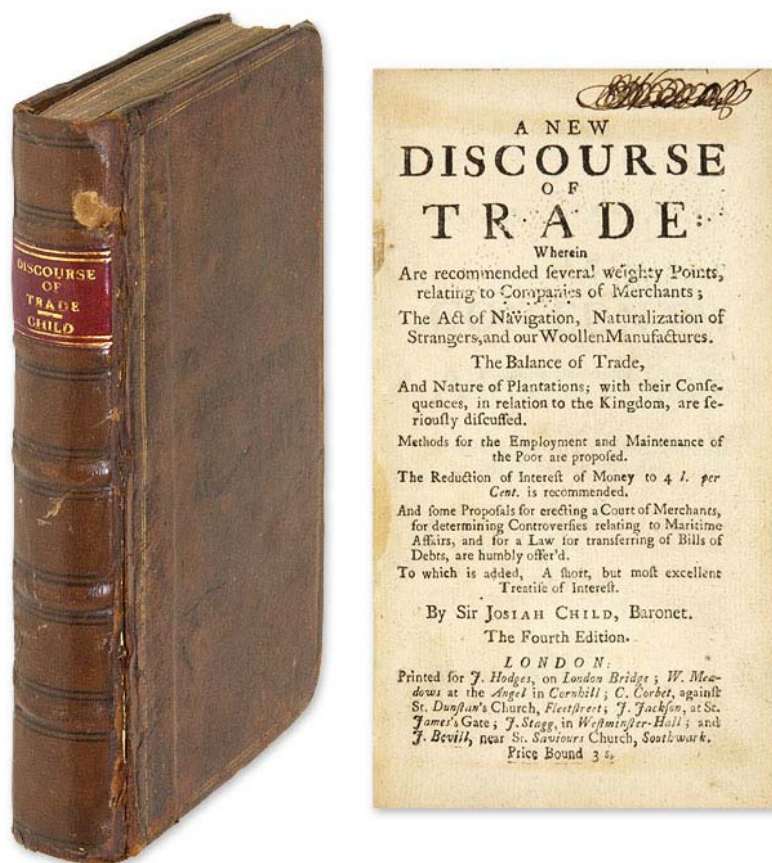 DISCOURSE
OF
TRADE
CHILD
A NEW
DISCOURSE
OF
TRADE:
Wherein
Are recommended ſeveral weighty Points,
relating to Companies of Merchants;
The Act of Navigation, Naturalization of
Strangers, and our Woollen Manufactures.
The Balance of Trade,
And Nature of Plantations; with their Conſe-
quences, in relation to the Kingdom, are ſe-
riouſly diſcuſſed.
Methods for the Employment and Maintenance of
the Poor are propoſed.
The Reduction of Intereſt of Money to 4 l. per
Cent. is recommended.
And ſome Propoſals for erecting a Court of Merchants,
for determining Controverſies relating to Maritime
Affairs, and for a Law for transferring of Bills of
Debts, are humbly offer'd.
To which is added, A ſhort, but moſt excellent
Treatiſe of Intereſt.
By Sir JOSIAH CHILD, Baronet.
The Fourth Edition.
LONDON:
Printed for J. Hodges, on London Bridge; W. Mea-
dows at the Angel in Cornhill; C. Corbet, againſt
St. Dunſtan's Church, Fleetſtreet; J. Jackſon, at St.
James's Gate; J. Stagg, in Weſtminſter-Hall; and
J. Bevill, near St. Saviours Church, Southwark.
Price Bound 3 s.